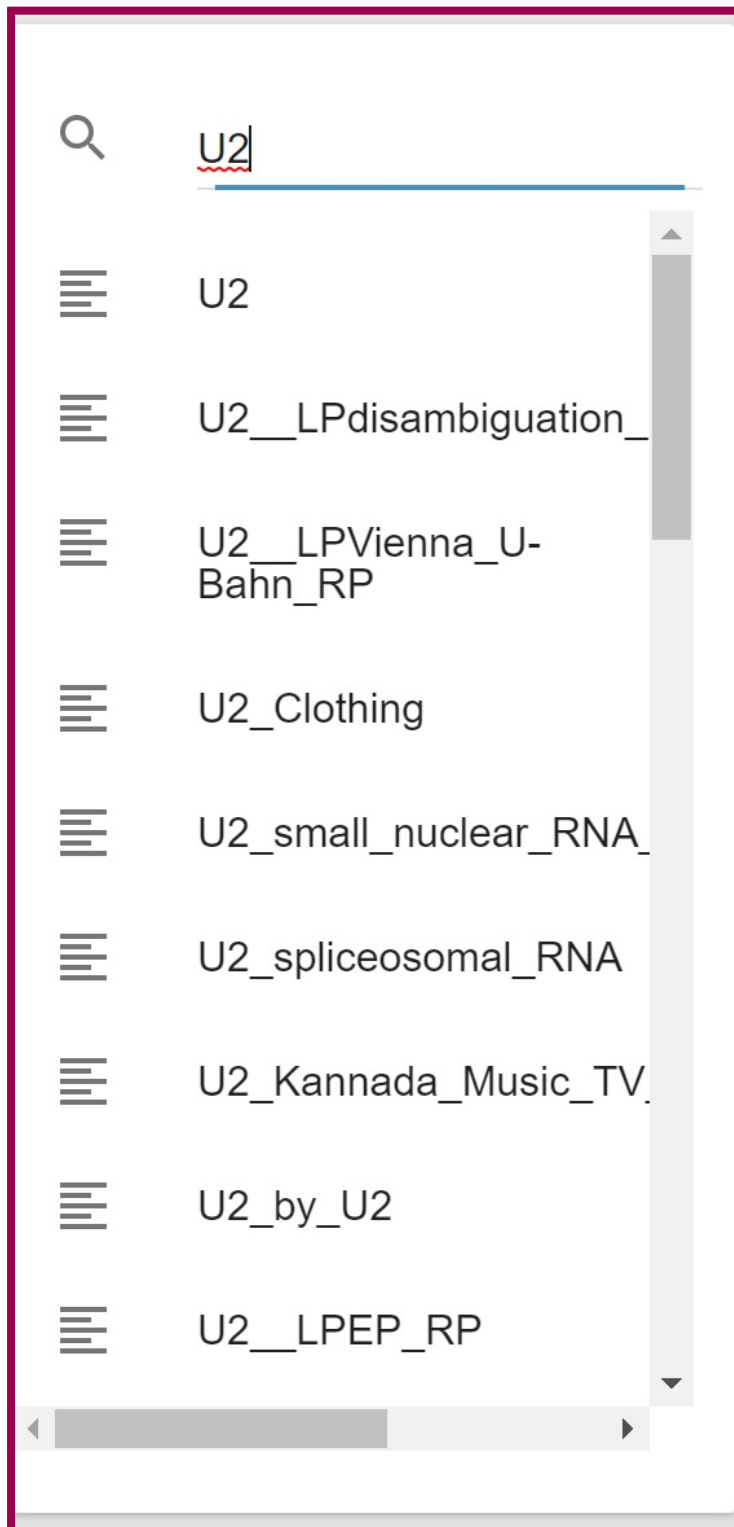 U2
U2
U2__LPdisambiguation_
U2__LPVienna_U-
Bahn_RP
U2_Clothing
U2_small_nuclear_RNA_
U2_spliceosomal_RNA
U2_Kannada_Music_TV_
U2_by_U2
U2__LPEP_RP